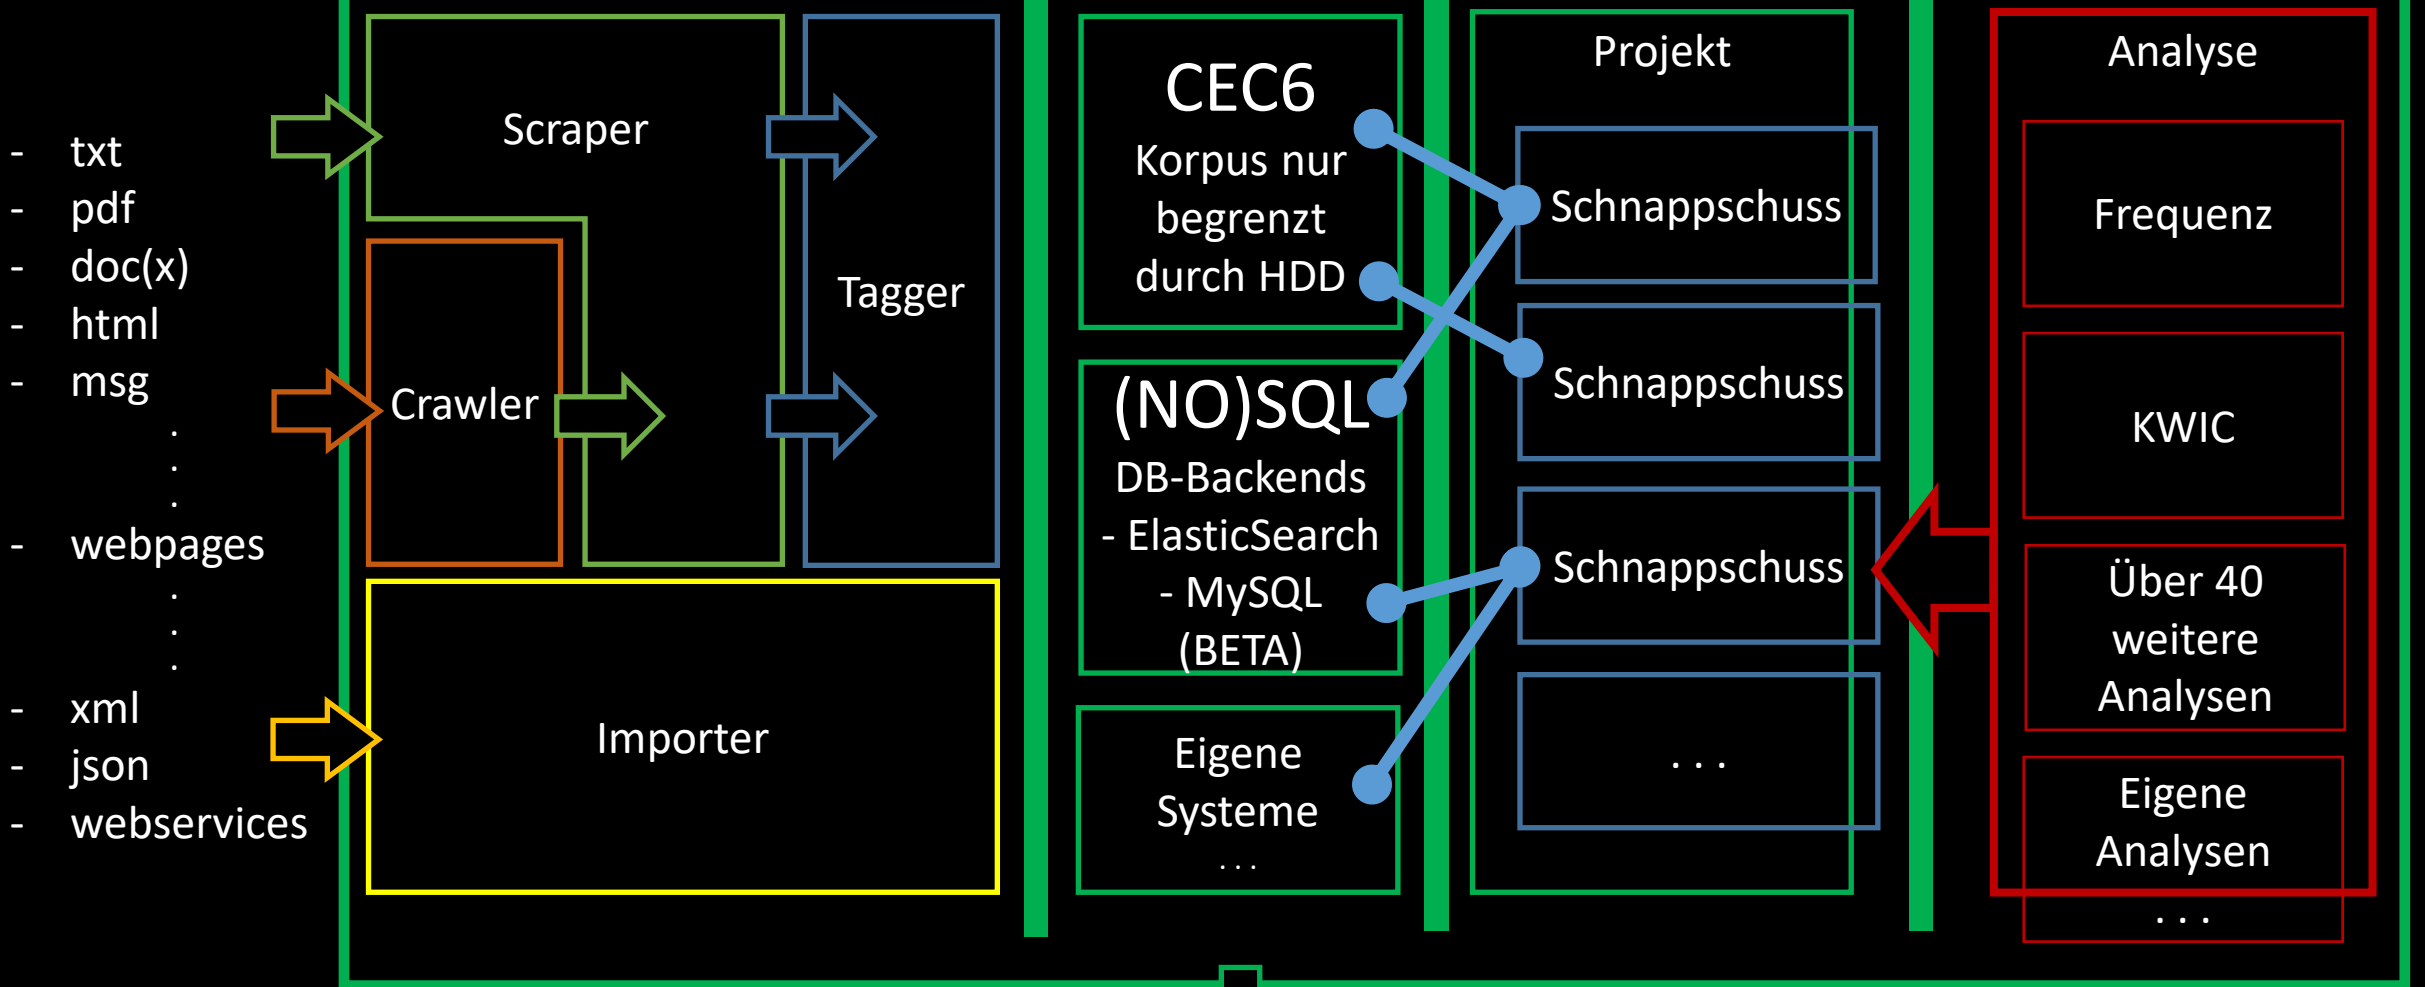 - txt
- pdf
- doc(x)
- html
- msg
.
.
.
- webpages
.
.
.
- xml
- json
- webservices
Scraper
Crawler
Tagger
Importer
CEC6
Korpus nur
begrenzt
durch HDD
(NO)SQL
DB-Backends
- ElasticSearch
- MySQL
(BETA)
Eigene
Systeme
. . .
Projekt
Schnappschuss
Schnappschuss
Schnappschuss
. . .
Analyse
Frequenz
KWIC
Über 40
weitere
Analysen
Eigene
Analysen
. . .